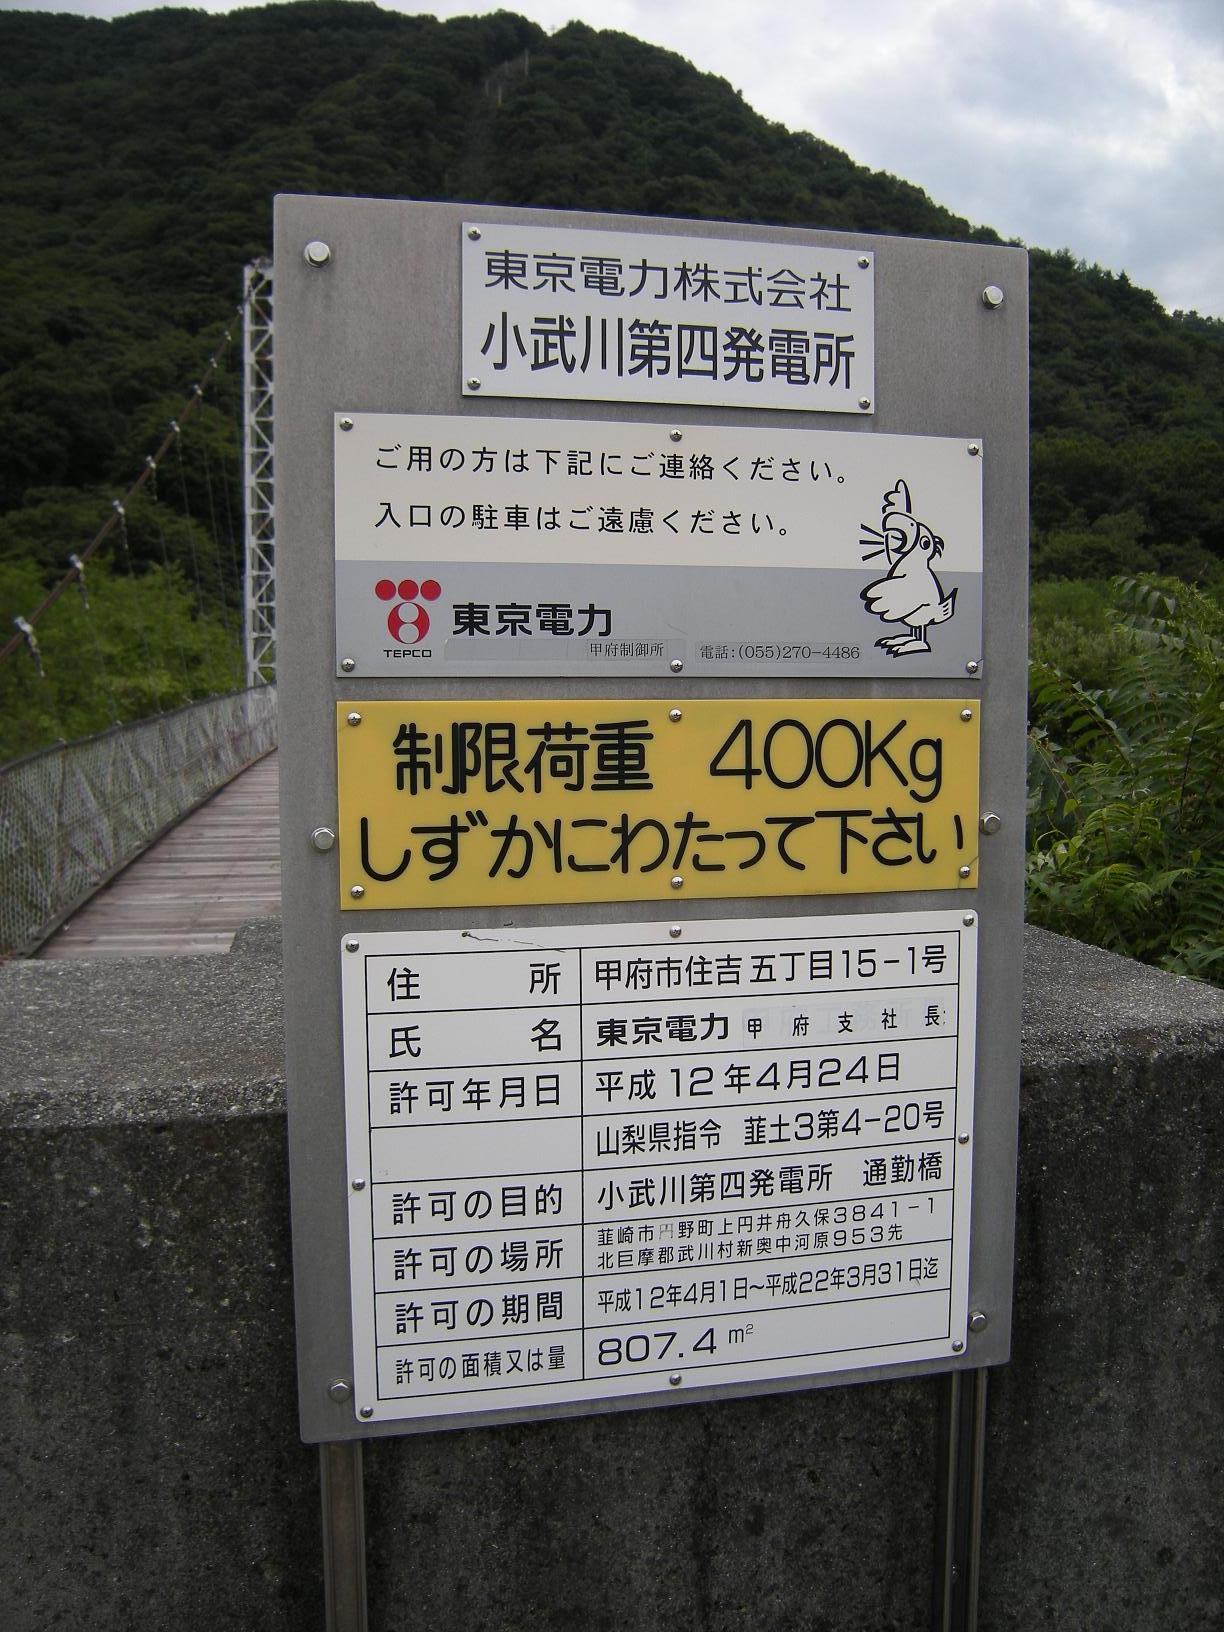 東京電力株式会社
小武川第四発電所
ご用の方は下記にご連絡ください。
入口の駐車はご遠慮ください。
東京電力
TEPCO
甲府制御所 電話:(055)270-4486
制限荷重 400Kg
しずかにわたって下さい
住所 甲府市住吉五丁目15-1号
氏名 東京電力 甲府支社長
許可年月日 平成12年4月24日
山梨県指令 韮土3第4-20号
許可の目的 小武川第四発電所 通勤橋
許可の場所 韮崎市円野町上円井舟久保3841-1
北巨摩郡武川村新奥中河原953先
許可の期間 平成12年4月1日~平成22年3月31日迄
許可の面積又は量 807.4m²